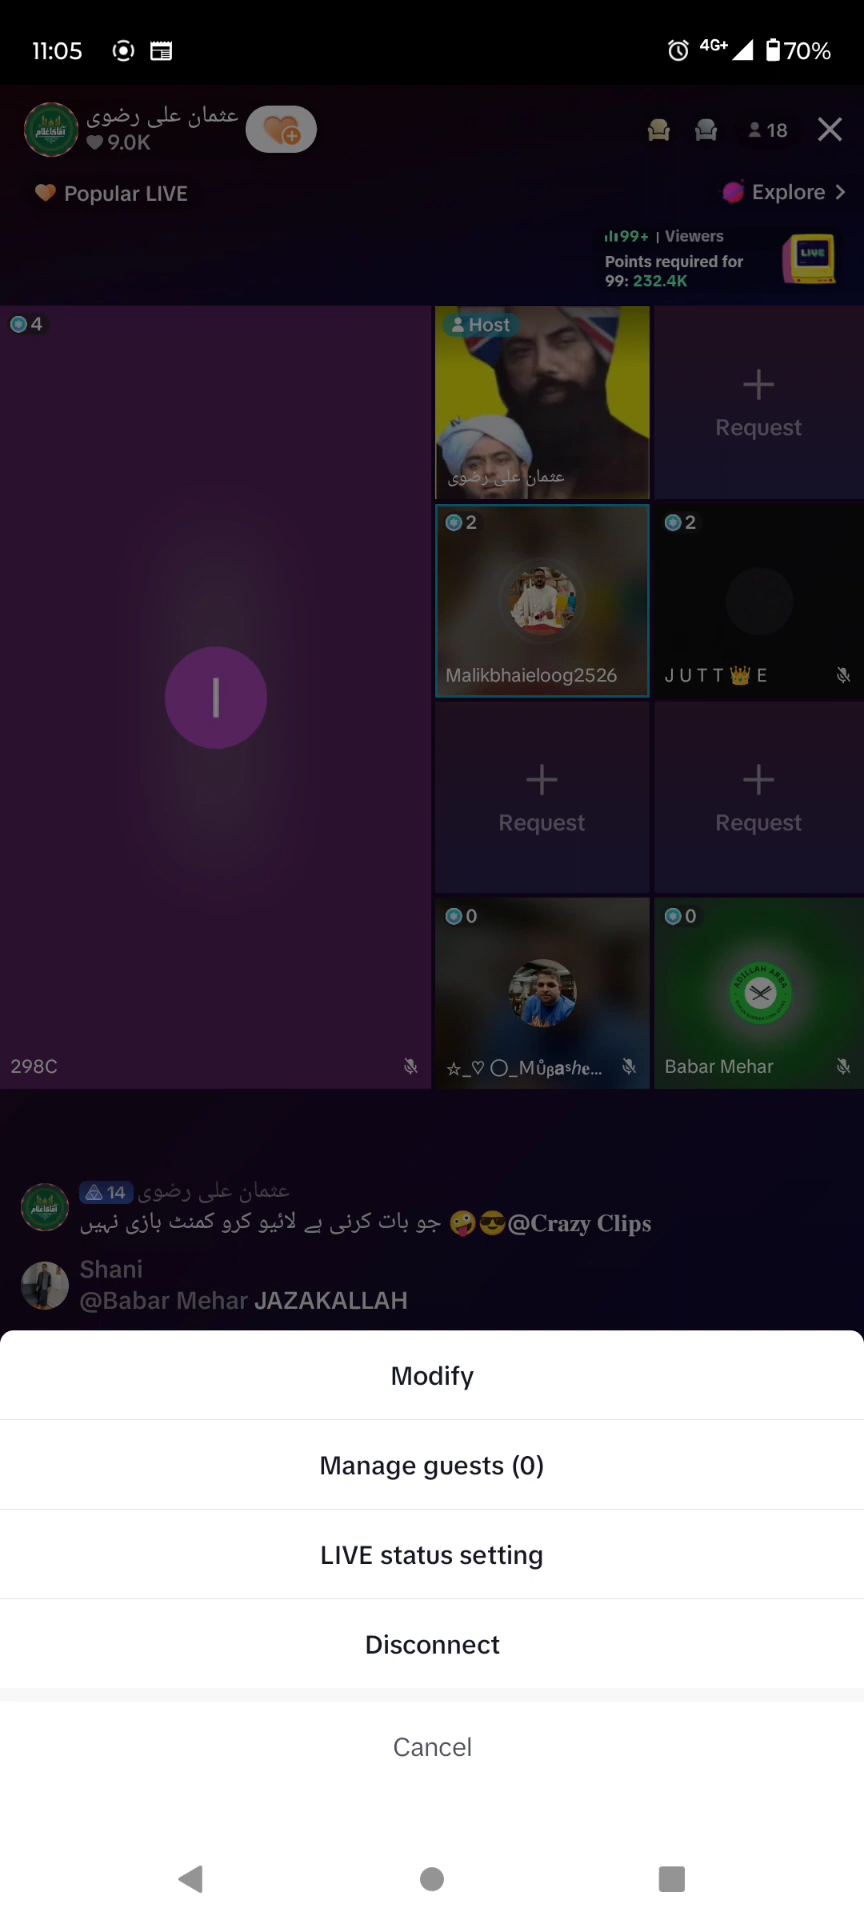 11:05
4G+
70%
عثمان علی رضوی
9.0K
18
Popular LIVE
Explore
99+ | Viewers
Points required for
99: 232.4K
LIVE
4
Host
عثمان علی رضوی
Request
2
Malikbhaieloog2526
2
J U T T 👑 E
I
Request
Request
298C
0
0
Babar Mehar
14 عثمان علی رضوی
جو بات کرنی ہے لائیو کرو کمنٹ بازی نہیں 🤪😎@Crazy Clips
Shani
@Babar Mehar JAZAKALLAH
Modify
Manage guests (0)
LIVE status setting
Disconnect
Cancel